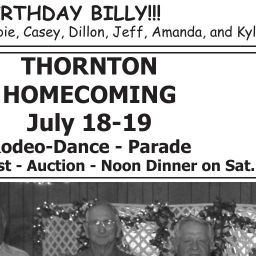 RTHDAY BILLY!!!
bie, Casey, Dillon, Jeff, Amanda, and Kyl
THORNTON
HOMECOMING
July 18-19
Rodeo-Dance - Parade
st - Auction - Noon Dinner on Sat.